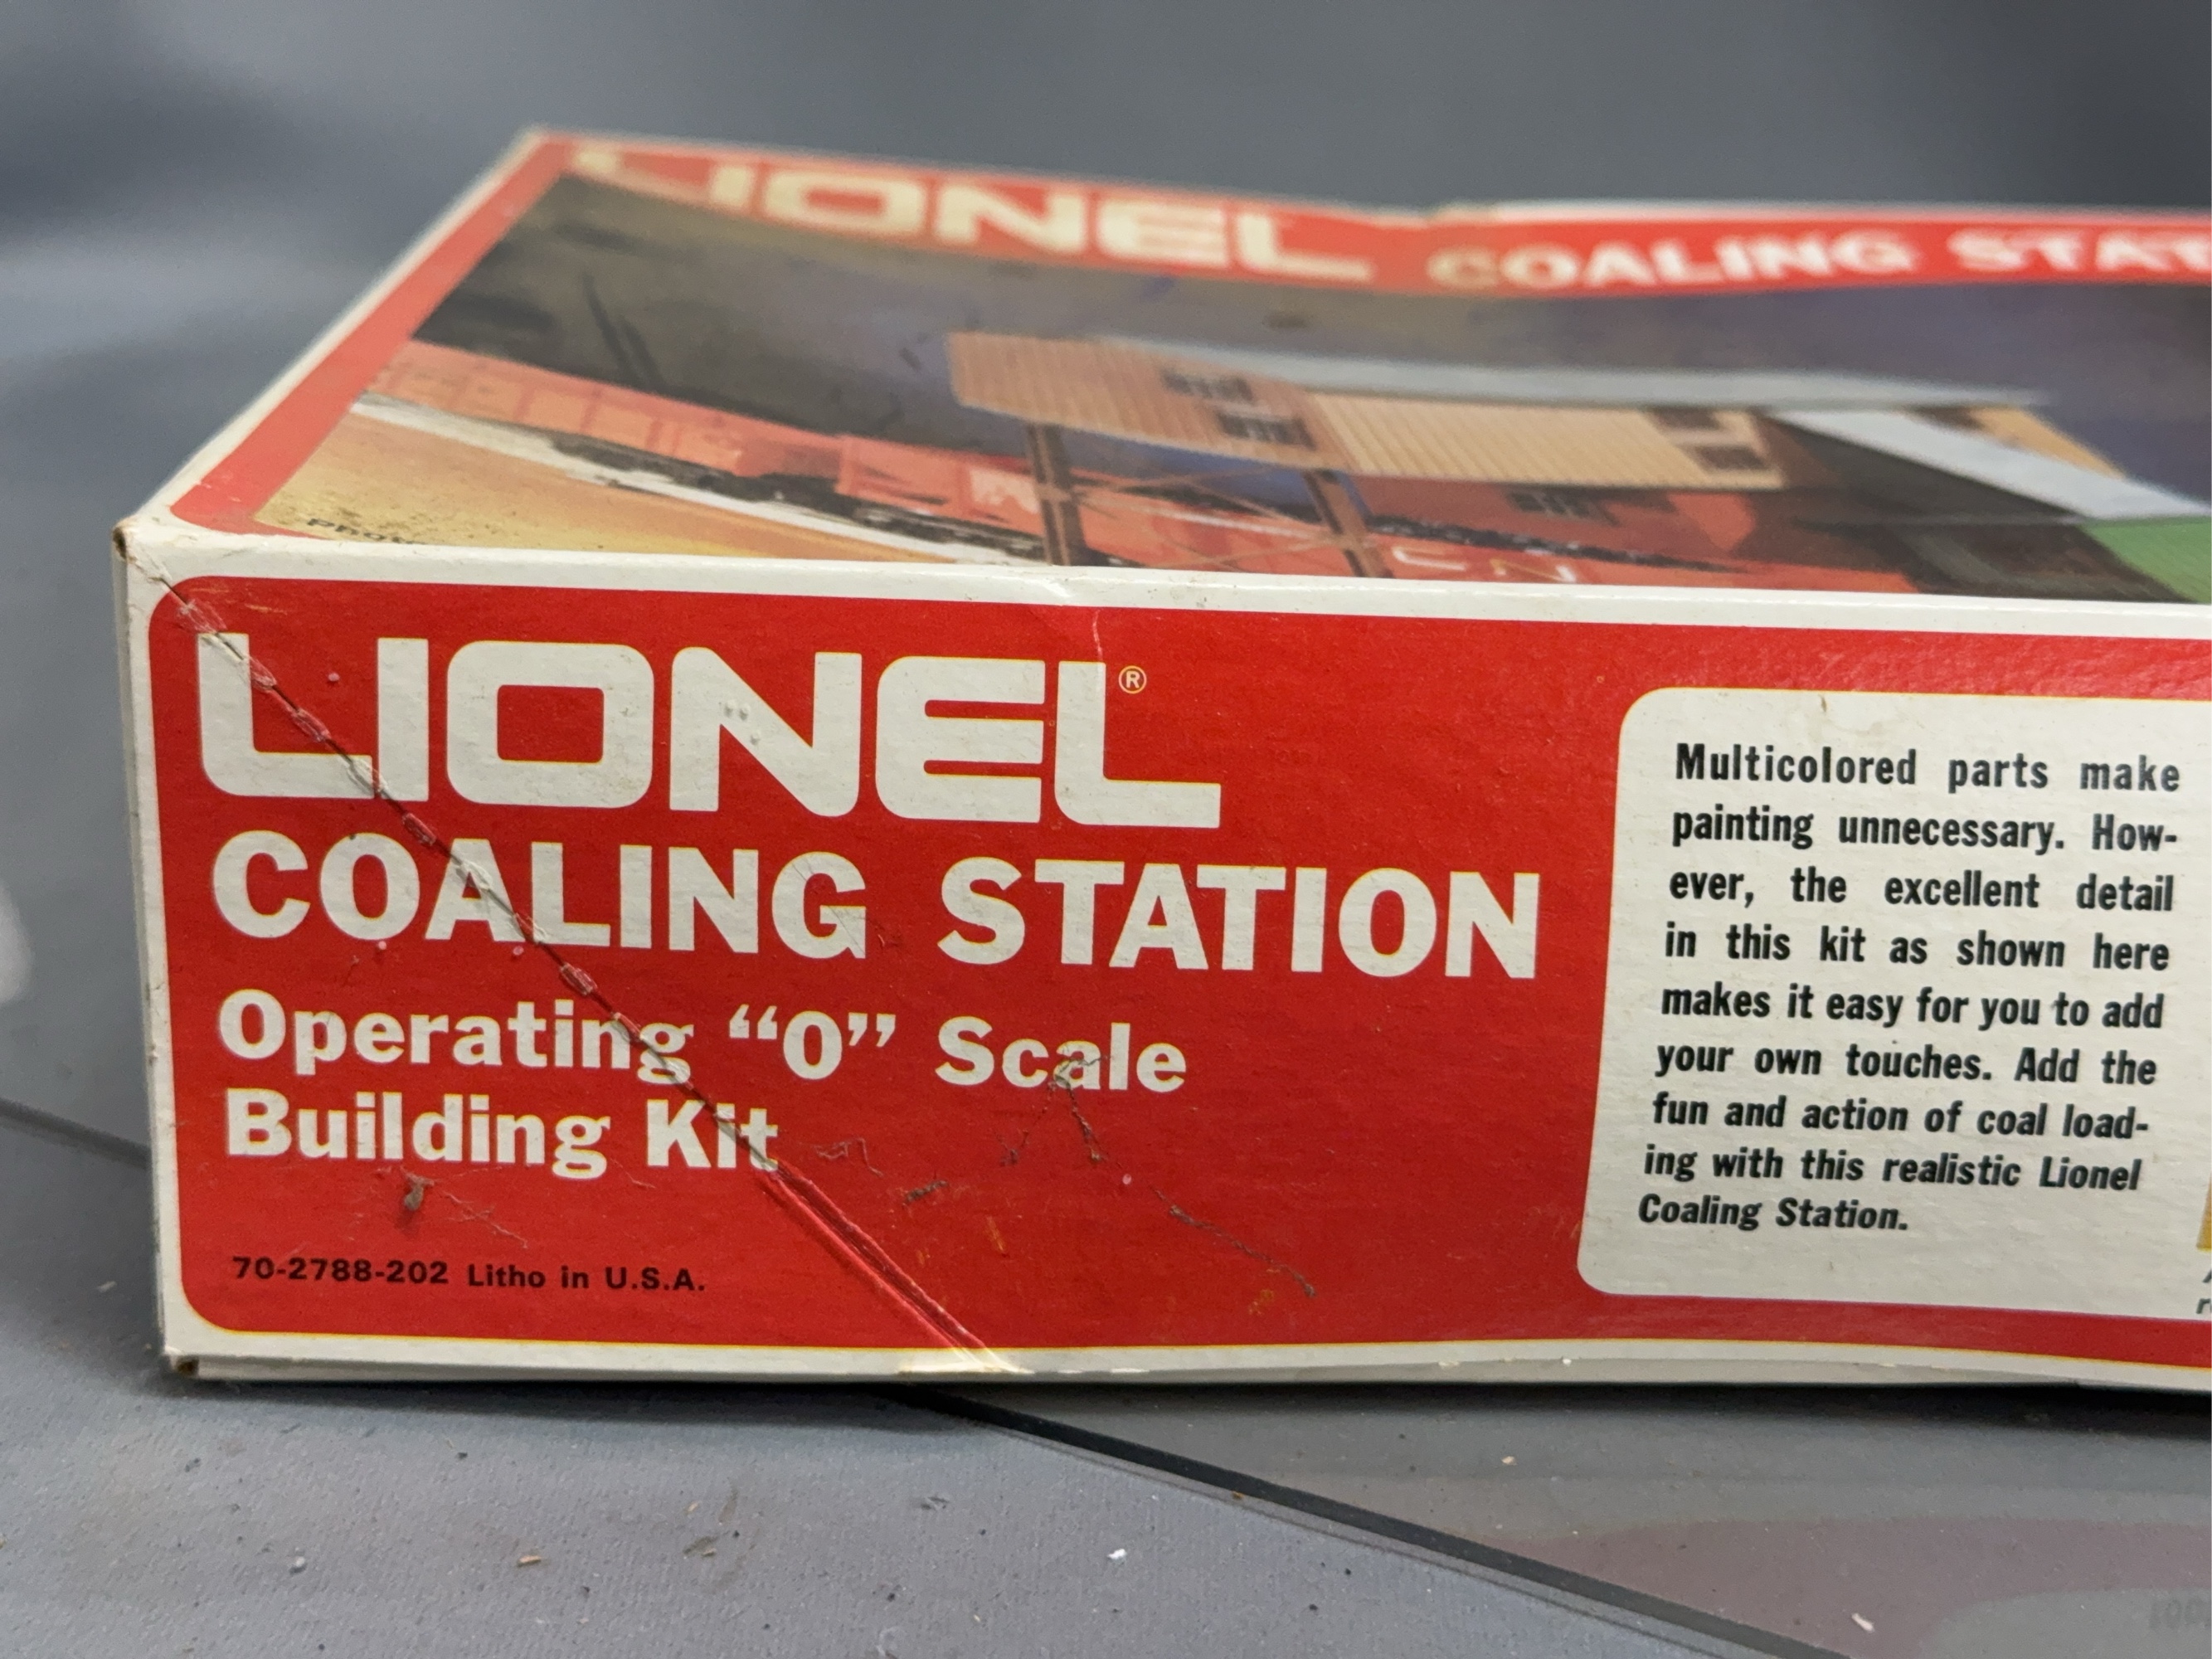 LIONEL COALING STAT
CN
LIONEL®
COALING STATION
Operating “O” Scale
Building Kit
70-2788-202 Litho in U.S.A.
Multicolored parts make
painting unnecessary. How-
ever, the excellent detail
in this kit as shown here
makes it easy for you to add
your own touches. Add the
fun and action of coal load-
ing with this realistic Lionel
Coaling Station.